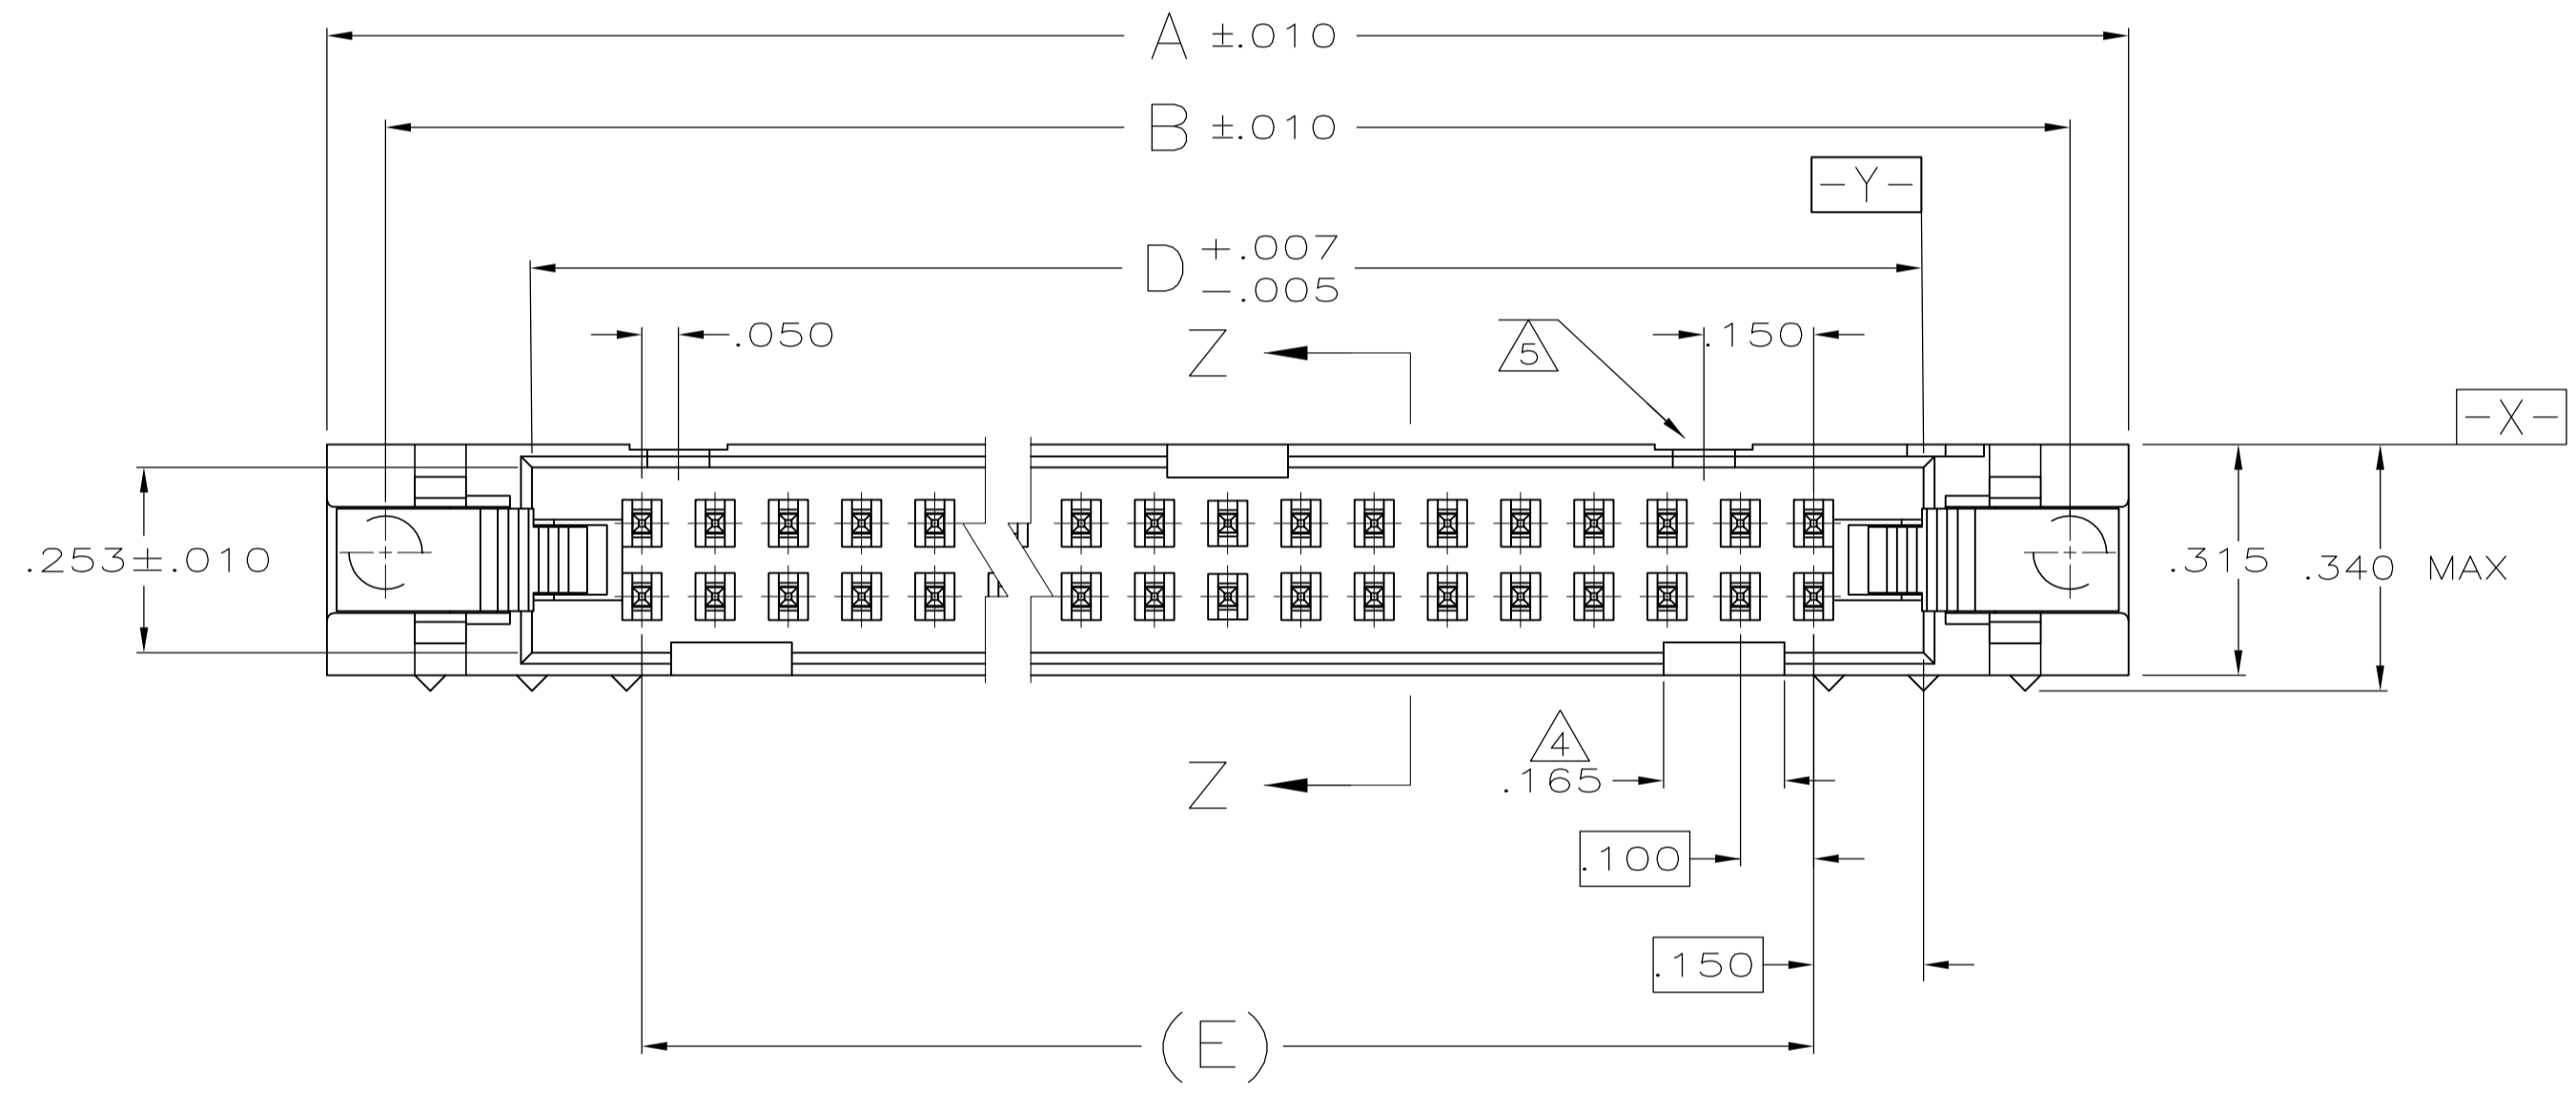 A ±.010
B ±.010
-Y-
D +.007
-.005
.050
Z
5
.150
-X-
.253±.010
.315
.340 MAX
4
.165
Z
.100
.150
(E)